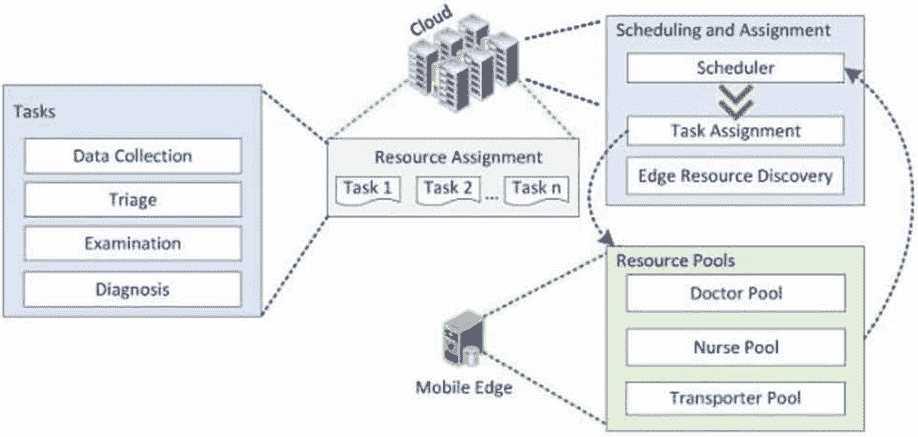 Cloud
Scheduling and Assignment
Scheduler
Task Assignment
Edge Resource Discovery
Tasks
Data Collection
Triage
Examination
Diagnosis
Resource Assignment
Task 1 Task 2 ... Task n
Resource Pools
Doctor Pool
Nurse Pool
Transporter Pool
Mobile Edge